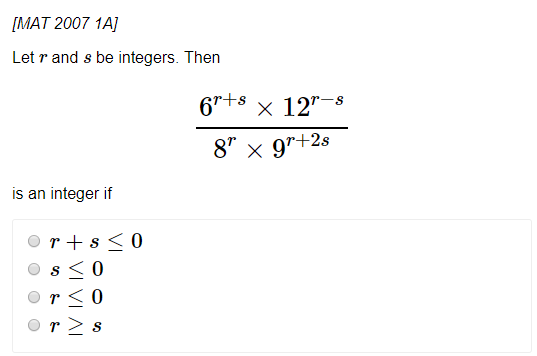 [MAT 2007 1A]
Let r and s be integers. Then
6^{r+s} × 12^{r−s}
8^r × 9^{r+2s}
is an integer if
r + s ≤ 0
s ≤ 0
r ≤ 0
r ≥ s